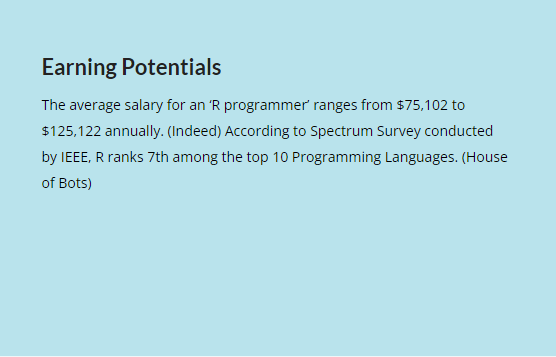 Earning Potentials
The average salary for an ‘R programmer’ ranges from $75,102 to
$125,122 annually. (Indeed) According to Spectrum Survey conducted
by IEEE, R ranks 7th among the top 10 Programming Languages. (House
of Bots)